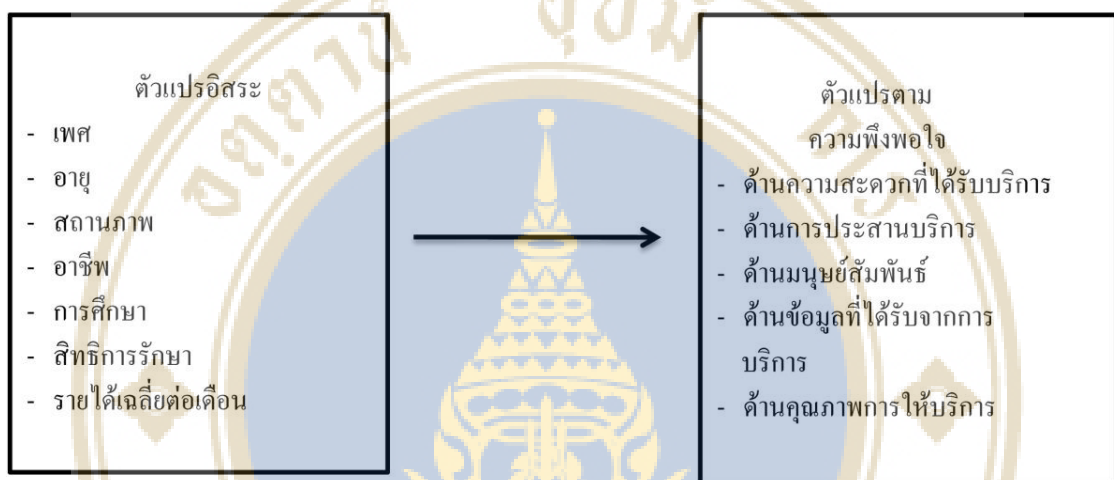 ตัวแปรอิสระ
- เพศ
- อายุ
- สถานภาพ
- อาชีพ
- การศึกษา
- สิทธิการรักษา
- รายได้เฉลี่ยต่อเดือน
ตัวแปรตาม
ความพึงพอใจ
- ด้านความสะดวกที่ได้รับบริการ
- ด้านการประสานบริการ
- ด้านมนุษย์สัมพันธ์
- ด้านข้อมูลที่ได้รับจากการ
บริการ
- ด้านคุณภาพการให้บริการ